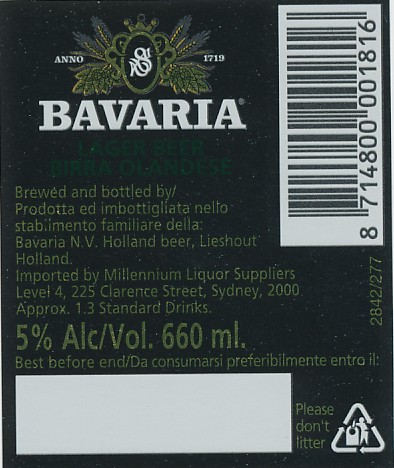 ANNO 1719
BAVARIA®
LAGER BEER
BIRRA OLANDESE
Brewed and bottled by/
Prodotta ed imbottigliata nello
stabilimento familiare della:
Bavaria N.V. Holland beer, Lieshout
Holland.
Imported by Millennium Liquor Suppliers
Level 4, 225 Clarence Street, Sydney, 2000.
Approx. 1.3 Standard Drinks.
5% Alc/Vol. 660 ml.
Best before end/Da consumarsi preferibilmente entro il:
Please
don't
litter
8 714800 001816
2842/277